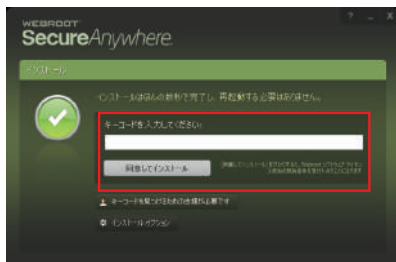 WEBROOT
SecureAnywhere
? _ X
インストール
インストールはほんの数秒で完了し、再起動する必要はありません。
キーコードを入力してください:
同意してインストール
キーコードを見つけるための支援が必要です
インストール オプション